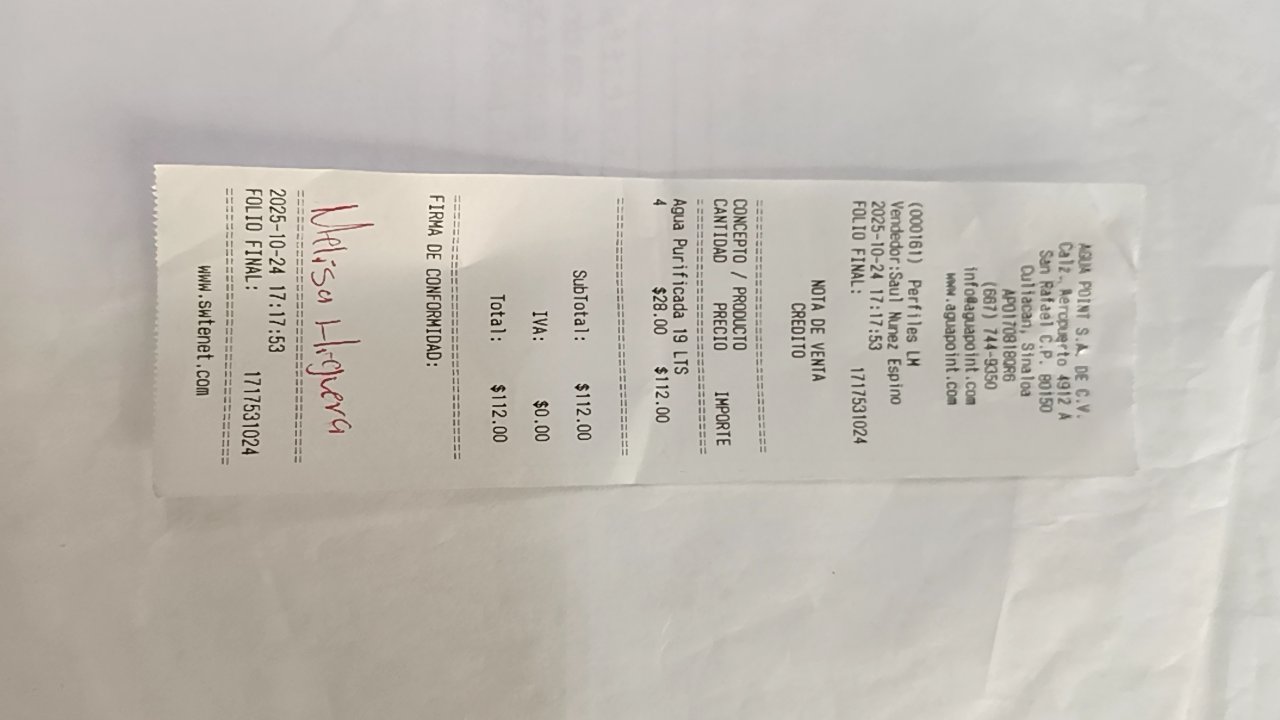 AGUA POINT S.A. DE C.V.
Calz. Aeropuerto 4912 A
San Rafael C.P. 80150
Culiacan, Sinaloa
APO170818QR6
(667) 744-9350
info@aguapoint.com
www.aguapoint.com
(000161) Perfiles LM
Vendedor:Saul Nunez Espino
2025-10-24 17:17:53
FOLIO FINAL: 1717531024
NOTA DE VENTA
CREDITO
CONCEPTO / PRODUCTO
CANTIDAD PRECIO IMPORTE
Agua Purificada 19 LTS
4 $28.00 $112.00
SubTotal: $112.00
IVA: $0.00
Total: $112.00
FIRMA DE CONFORMIDAD:
Melisa Higuera
2025-10-24 17:17:53
FOLIO FINAL: 1717531024
www.swtenet.com